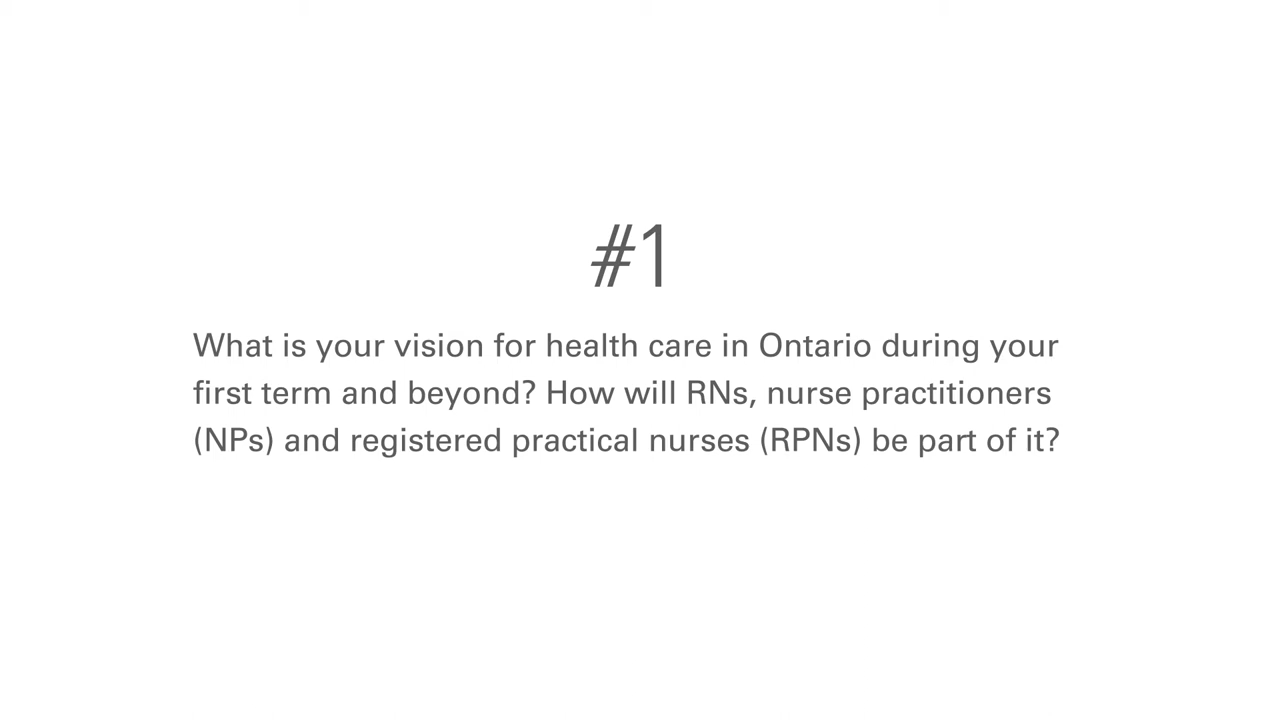 #1
What is your vision for health care in Ontario during your
first term and beyond? How will RNs, nurse practitioners
(NPs) and registered practical nurses (RPNs) be part of it?